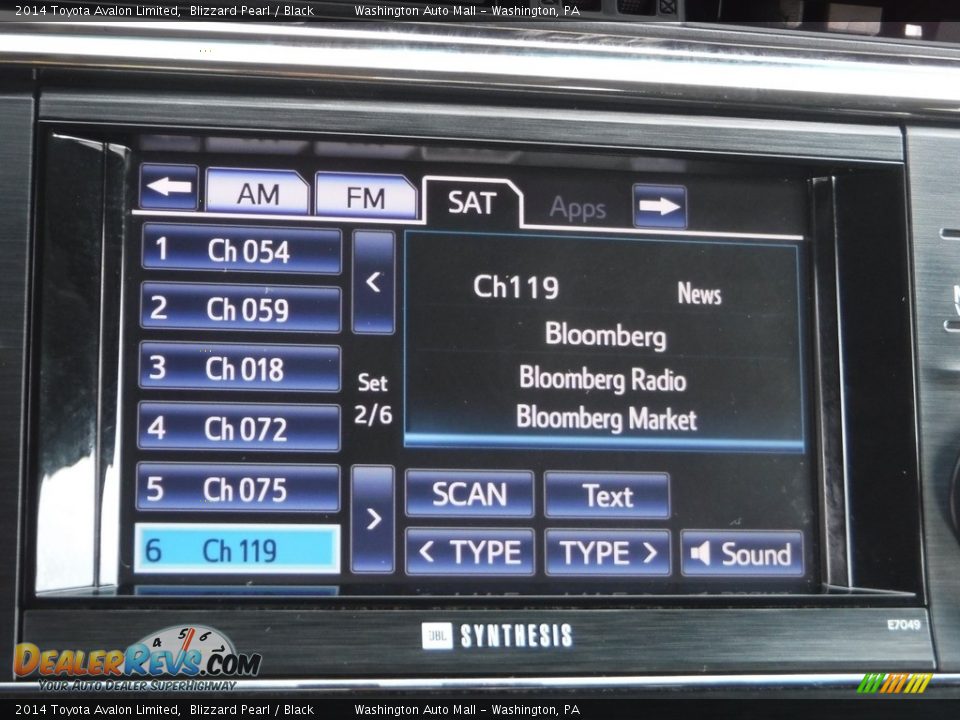 2014 Toyota Avalon Limited, Blizzard Pearl / Black Washington Auto Mall - Washington, PA
AM FM SAT Apps
1 Ch 054
2 Ch 059
3 Ch 018
4 Ch 072
5 Ch 075
6 Ch 119
<
Set
2/6
>
Ch119 News
Bloomberg
Bloomberg Radio
Bloomberg Market
SCAN Text
< TYPE TYPE > Sound
JBL SYNTHESIS
E7049
4 5 6
DEALERREVS.COM
YOUR AUTO DEALER SUPERHIGHWAY
2014 Toyota Avalon Limited, Blizzard Pearl / Black Washington Auto Mall - Washington, PA